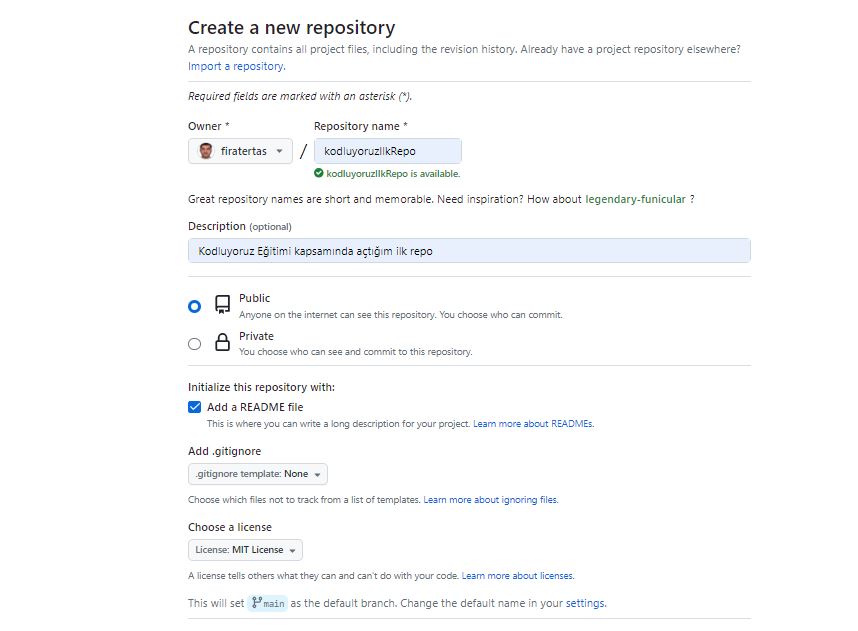 Create a new repository
A repository contains all project files, including the revision history. Already have a project repository elsewhere?
Import a repository.
Required fields are marked with an asterisk (*).
Owner * Repository name *
firatertas / kodluyoruzIlkRepo
kodluyoruzIlkRepo is available.
Great repository names are short and memorable. Need inspiration? How about legendary-funicular ?
Description (optional)
Kodluyoruz Eğitimi kapsamında açtığım ilk repo
Public
Anyone on the internet can see this repository. You choose who can commit.
Private
You choose who can see and commit to this repository.
Initialize this repository with:
Add a README file
This is where you can write a long description for your project. Learn more about READMEs.
Add .gitignore
.gitignore template: None
Choose which files not to track from a list of templates. Learn more about ignoring files.
Choose a license
License: MIT License
A license tells others what they can and can't do with your code. Learn more about licenses.
This will set main as the default branch. Change the default name in your settings.